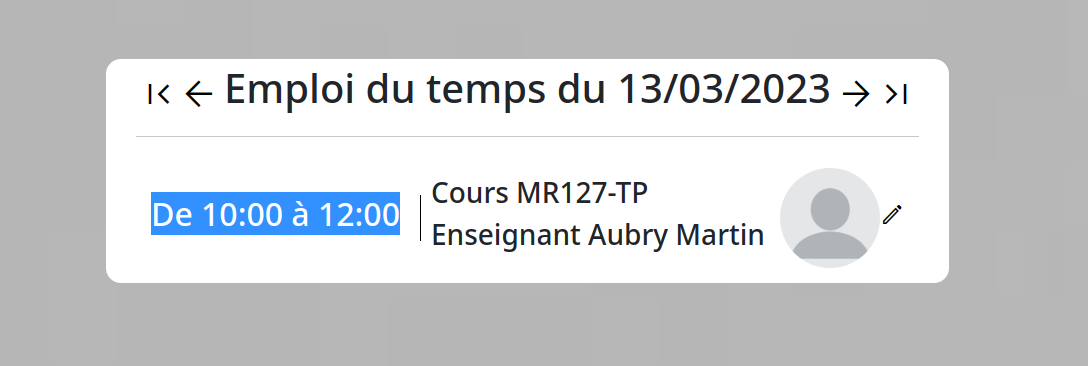 Emploi du temps du 13/03/2023
De 10:00 à 12:00
Cours MR127-TP
Enseignant Aubry Martin